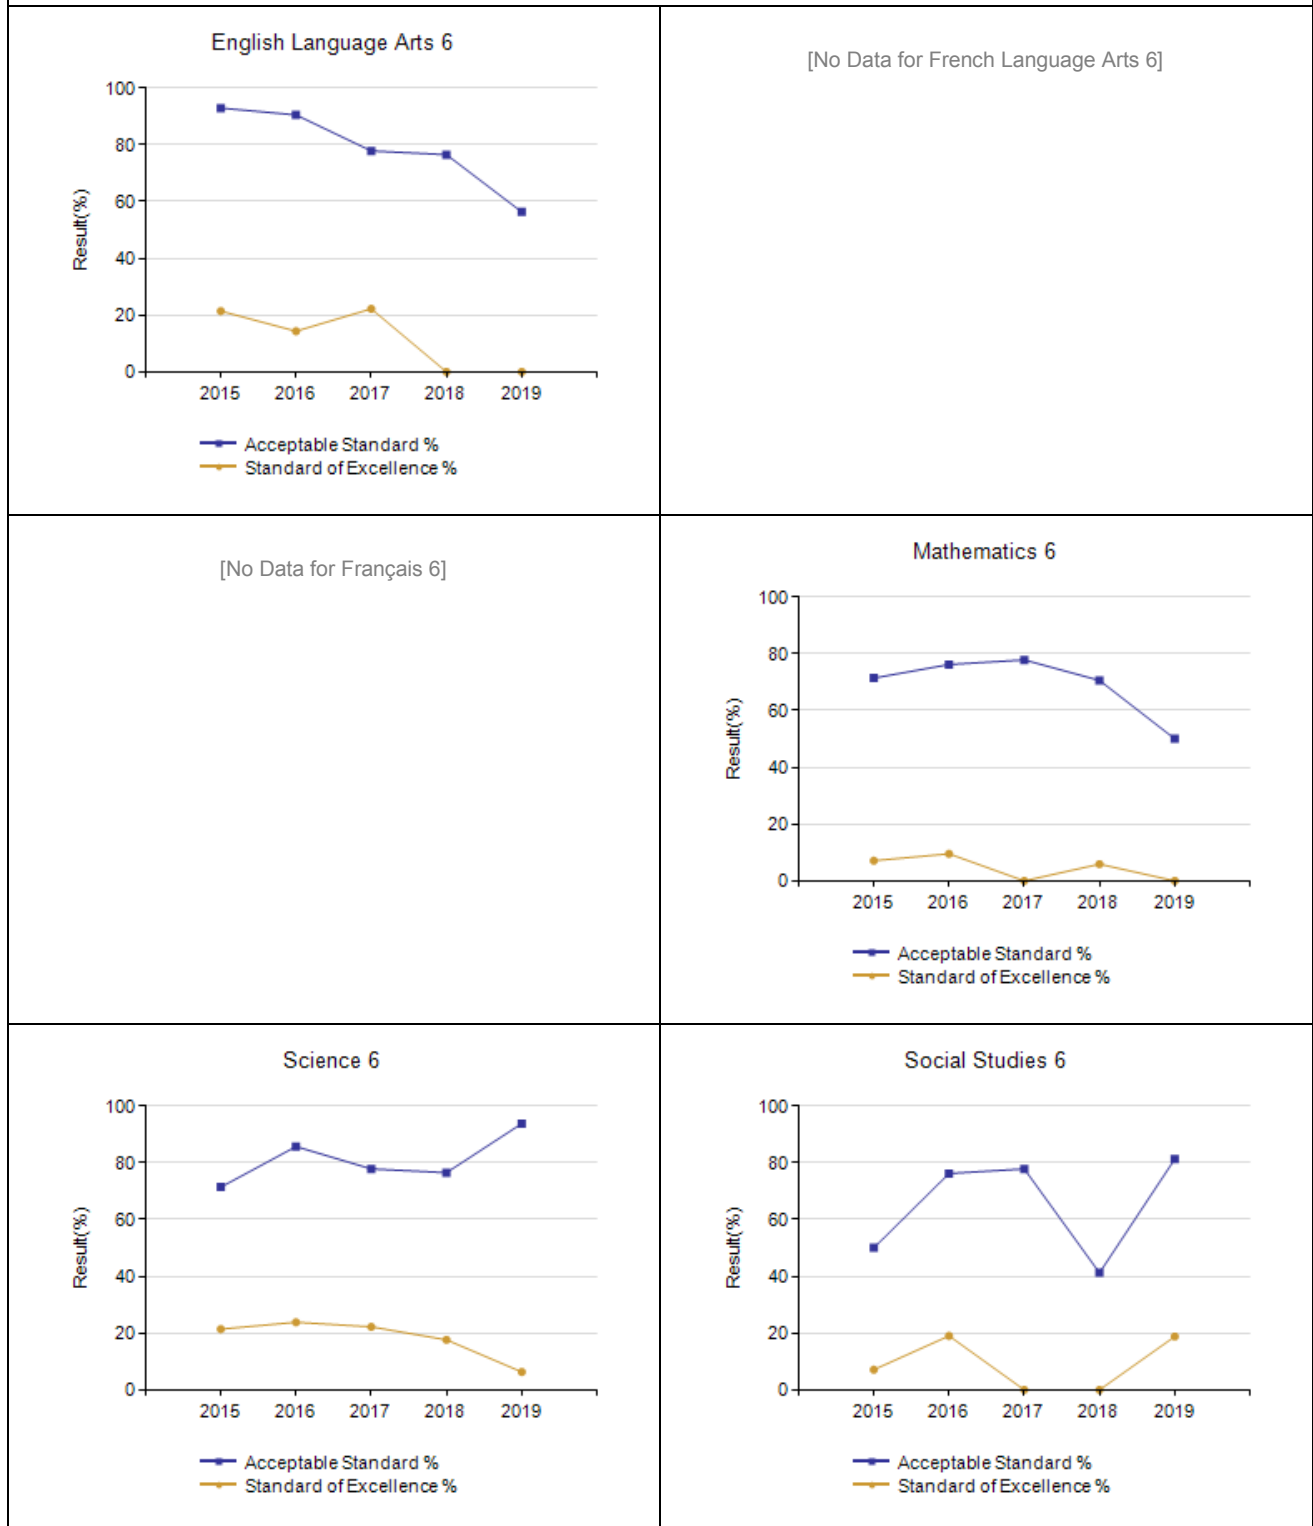 English Language Arts 6
100
80
60
40
20
0
Result(%)
2015 2016 2017 2018 2019
Acceptable Standard %
Standard of Excellence %
[No Data for French Language Arts 6]
[No Data for Français 6]
Mathematics 6
100
80
60
40
20
0
Result(%)
2015 2016 2017 2018 2019
Acceptable Standard %
Standard of Excellence %
Science 6
100
80
60
40
20
0
Result(%)
2015 2016 2017 2018 2019
Acceptable Standard %
Standard of Excellence %
Social Studies 6
100
80
60
40
20
0
Result(%)
2015 2016 2017 2018 2019
Acceptable Standard %
Standard of Excellence %